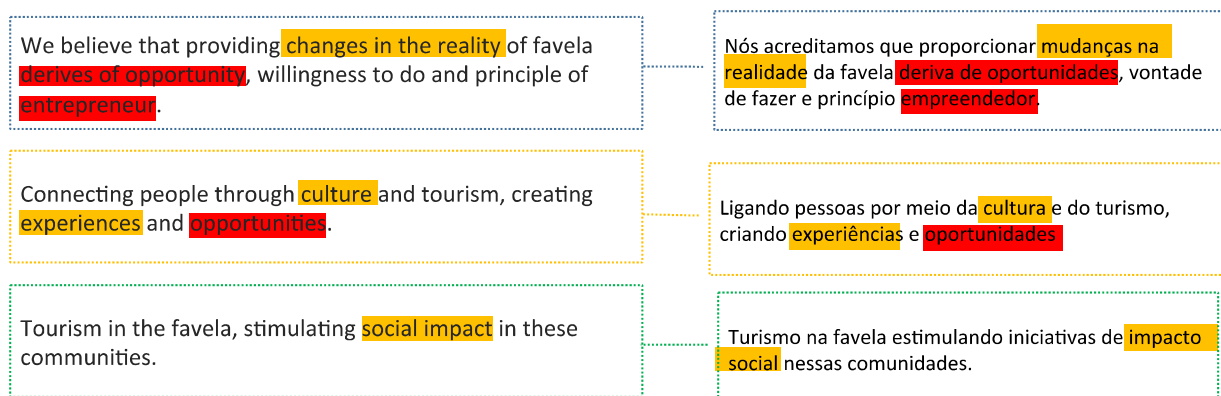 We believe that providing changes in the reality of favela
derives of opportunity, willingness to do and principle of
entrepreneur.
Nós acreditamos que proporcionar mudanças na
realidade da favela deriva de oportunidades, vontade
de fazer e princípio empreendedor.
Connecting people through culture and tourism, creating
experiences and opportunities.
Ligando pessoas por meio da cultura e do turismo,
criando experiências e oportunidades
Tourism in the favela, stimulating social impact in these
communities.
Turismo na favela estimulando iniciativas de impacto
social nessas comunidades.